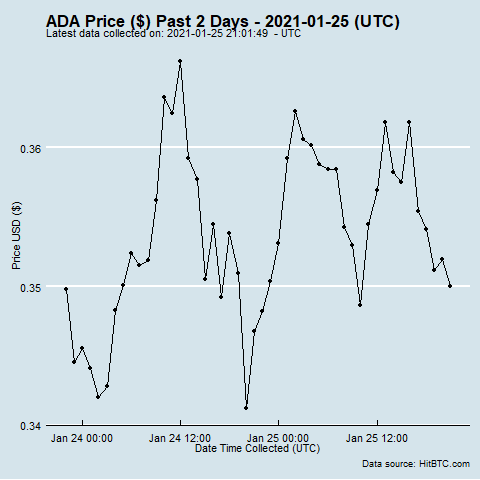 ADA Price ($) Past 2 Days - 2021-01-25 (UTC)
Latest data collected on: 2021-01-25 21:01:49 - UTC
Price USD ($)
0.36
0.35
0.34
Jan 24 00:00 Jan 24 12:00 Jan 25 00:00 Jan 25 12:00
Date Time Collected (UTC)
Data source: HitBTC.com